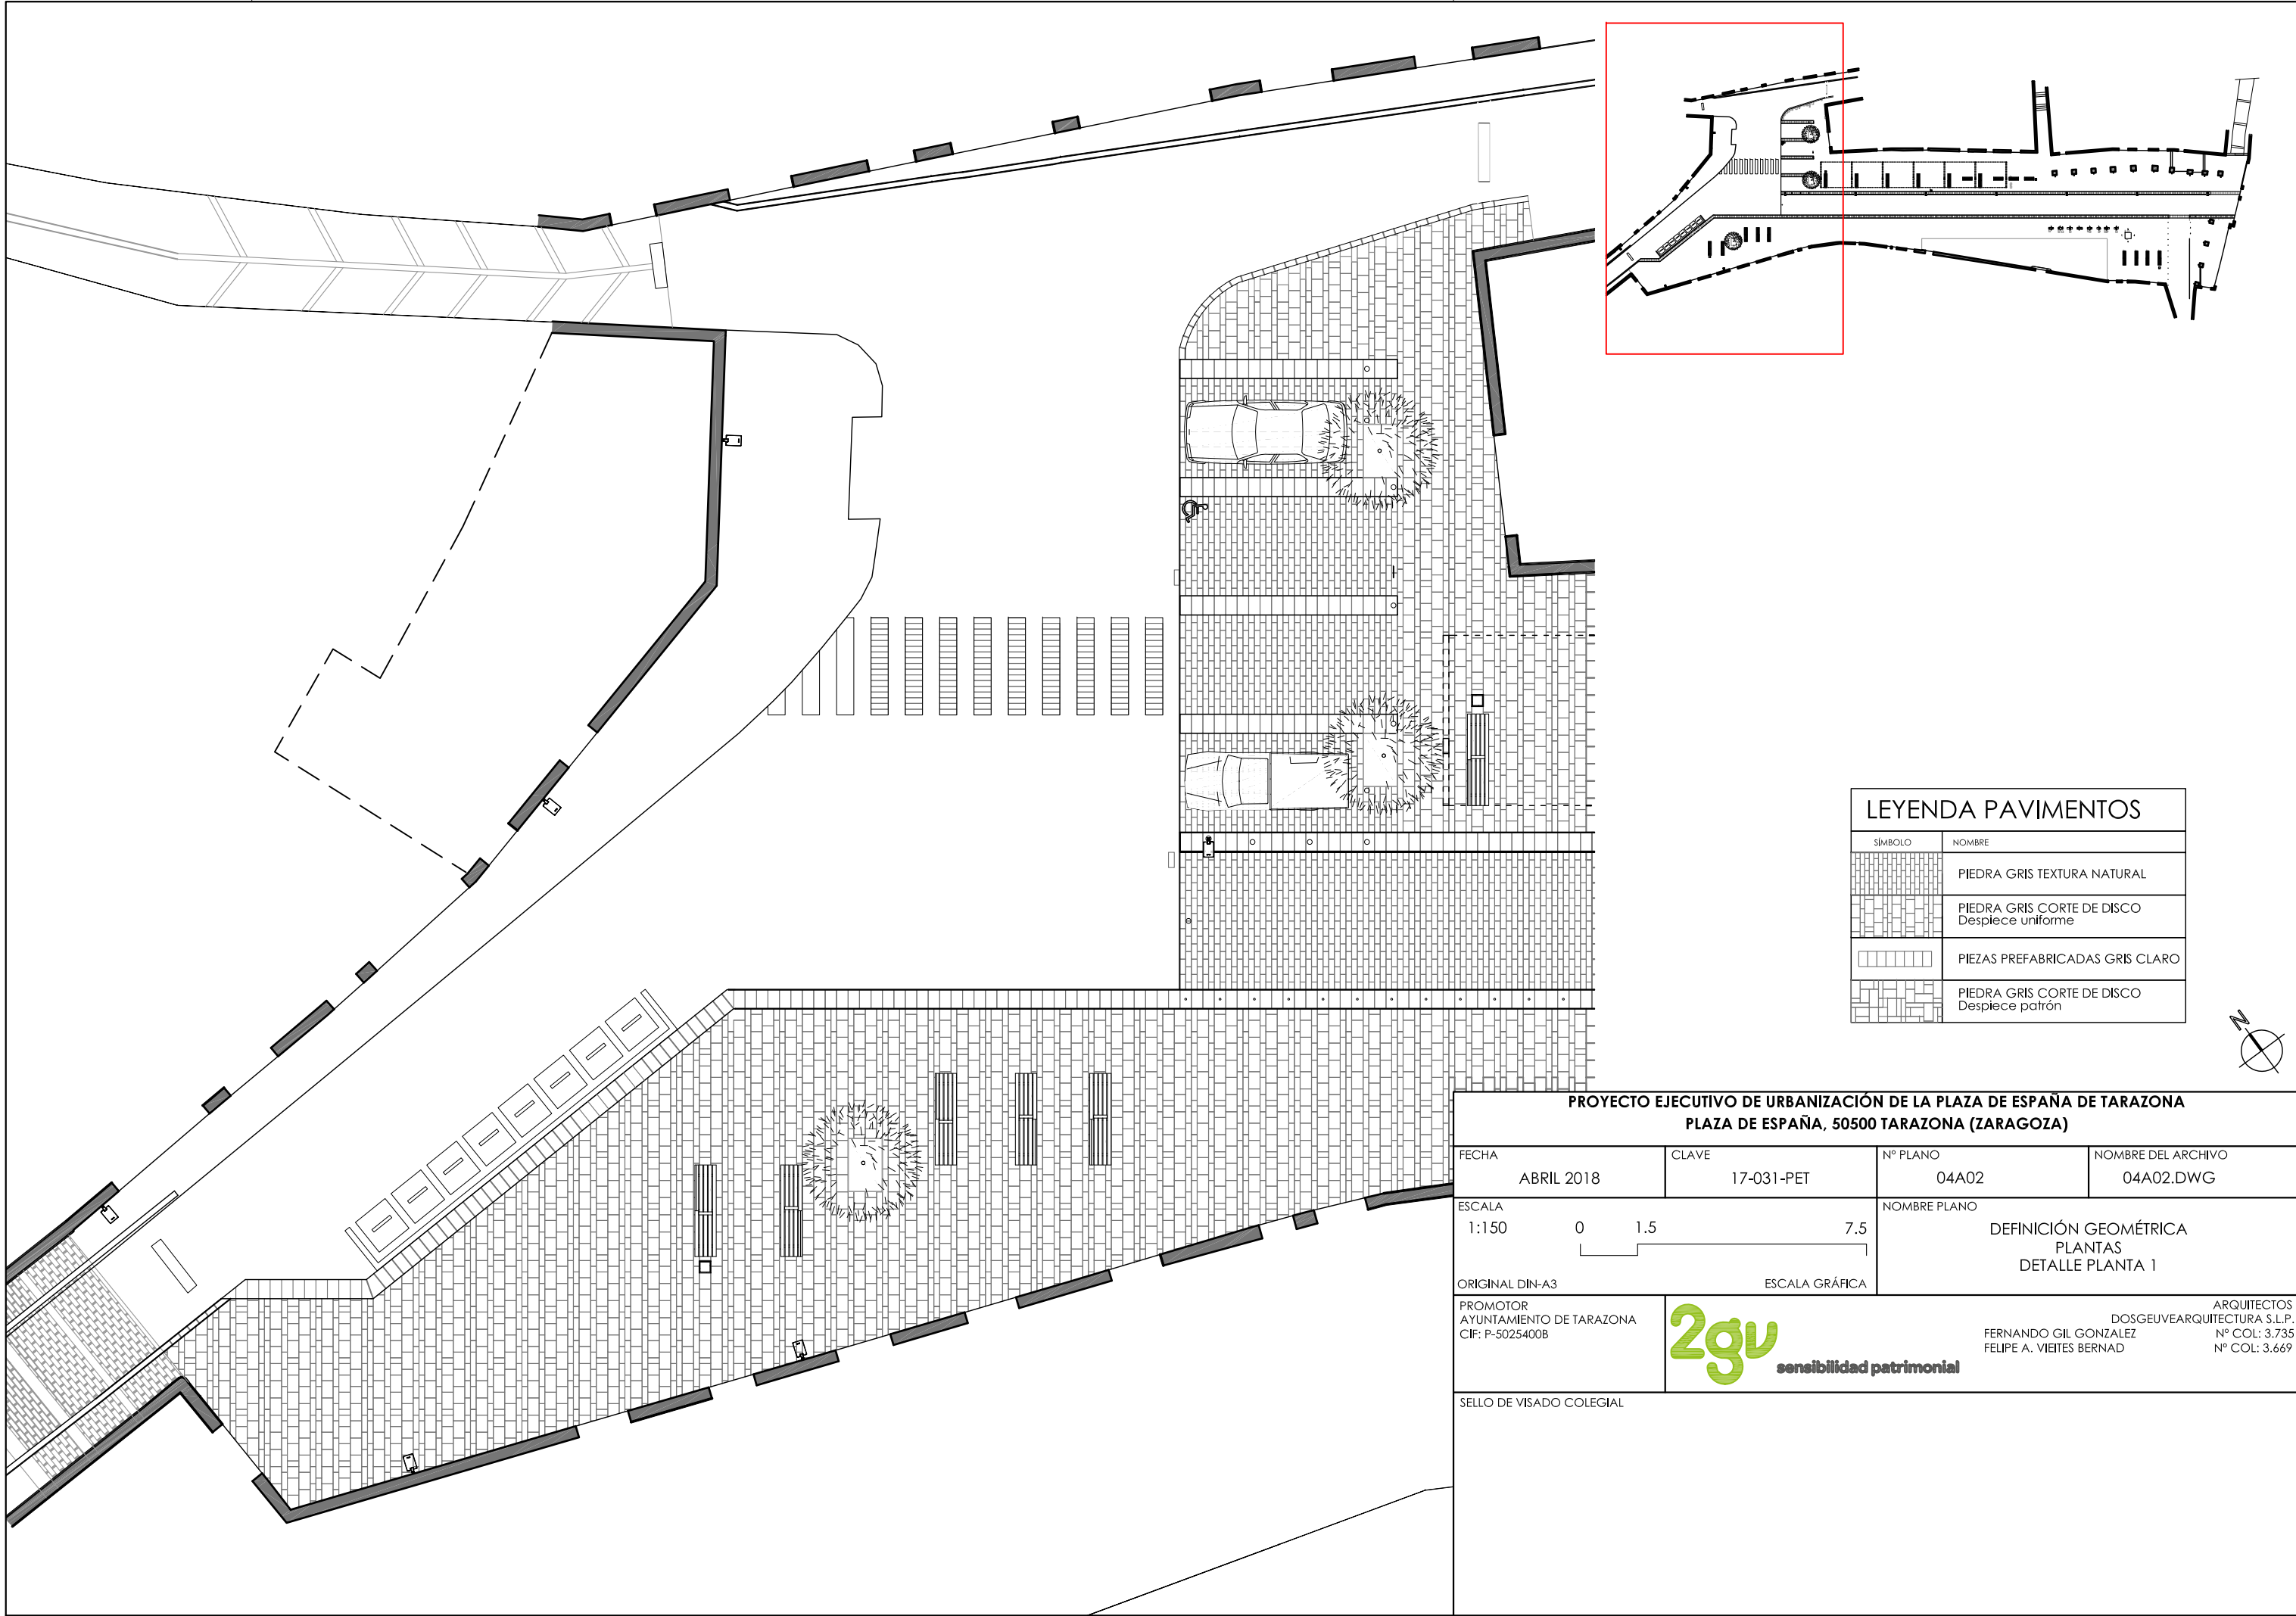 LEYENDA PAVIMENTOS
SÍMBOLO NOMBRE
PIEDRA GRIS TEXTURA NATURAL
PIEDRA GRIS CORTE DE DISCO
Despiece uniforme
PIEZAS PREFABRICADAS GRIS CLARO
PIEDRA GRIS CORTE DE DISCO
Despiece patrón
N
PROYECTO EJECUTIVO DE URBANIZACIÓN DE LA PLAZA DE ESPAÑA DE TARAZONA
PLAZA DE ESPAÑA, 50500 TARAZONA (ZARAGOZA)
FECHA
ABRIL 2018
CLAVE
17-031-PET
Nº PLANO
04A02
NOMBRE DEL ARCHIVO
04A02.DWG
ESCALA
1:150
0 1.5 7.5
ORIGINAL DIN-A3
ESCALA GRÁFICA
NOMBRE PLANO
DEFINICIÓN GEOMÉTRICA
PLANTAS
DETALLE PLANTA 1
PROMOTOR
AYUNTAMIENTO DE TARAZONA
CIF: P-5025400B
2gv
sensibilidad patrimonial
ARQUITECTOS
DOSGEUVEARQUITECTURA S.L.P.
FERNANDO GIL GONZALEZ Nº COL: 3.735
FELIPE A. VIEITES BERNAD Nº COL: 3.669
SELLO DE VISADO COLEGIAL